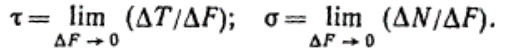 τ = lim (ΔT/ΔF); σ = lim (ΔN/ΔF).
ΔF → 0 ΔF → 0